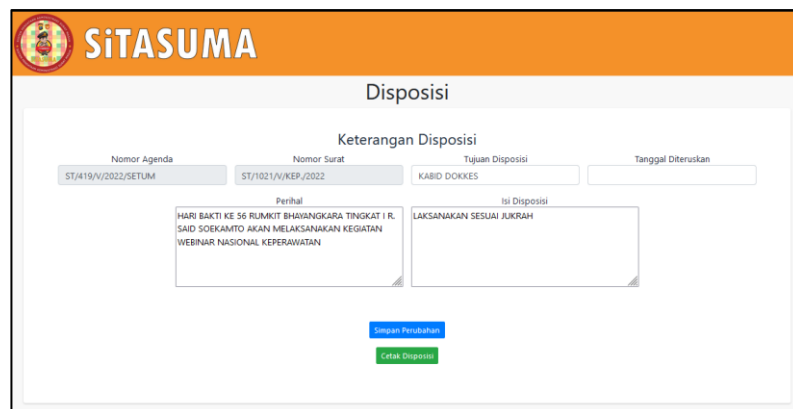 SiTASUMA
Disposisi
Keterangan Disposisi
Nomor Agenda Nomor Surat Tujuan Disposisi Tanggal Diteruskan
ST/419/V/2022/SETUM ST/1021/V/KEP./2022 KABID DOKKES
Perihal Isi Disposisi
HARI BAKTI KE 56 RUMKIT BHAYANGKARA TINGKAT I R. LAKSANAKAN SESUAI JUKRAH
SAID SOEKAMTO AKAN MELAKSANAKAN KEGIATAN
WEBINAR NASIONAL KEPERAWATAN
Simpan Perubahan
Cetak Disposisi